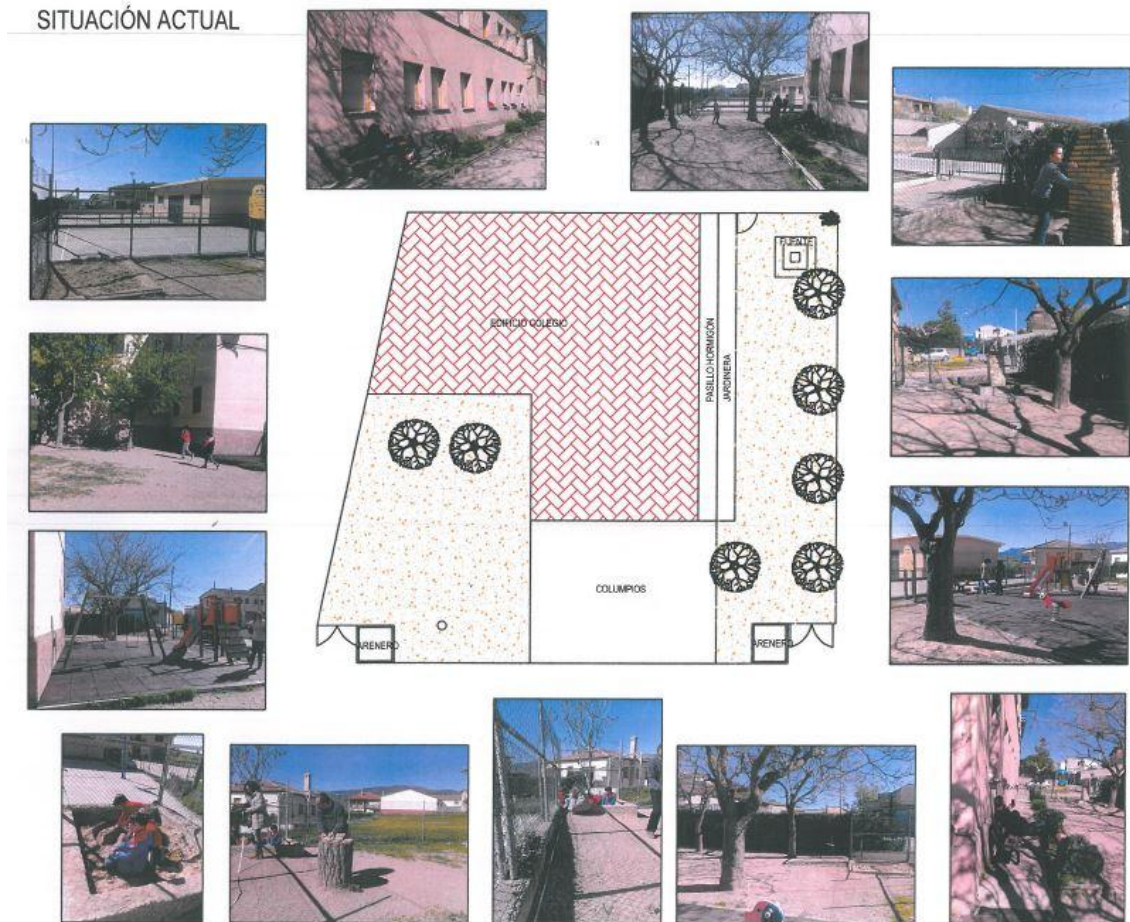 SITUACIÓN ACTUAL
FUENTE
EDIFICIO COLEGIO
PASILLO HORMIGÓN
JARDINERA
COLUMPIOS
ARENERO
ARENERO